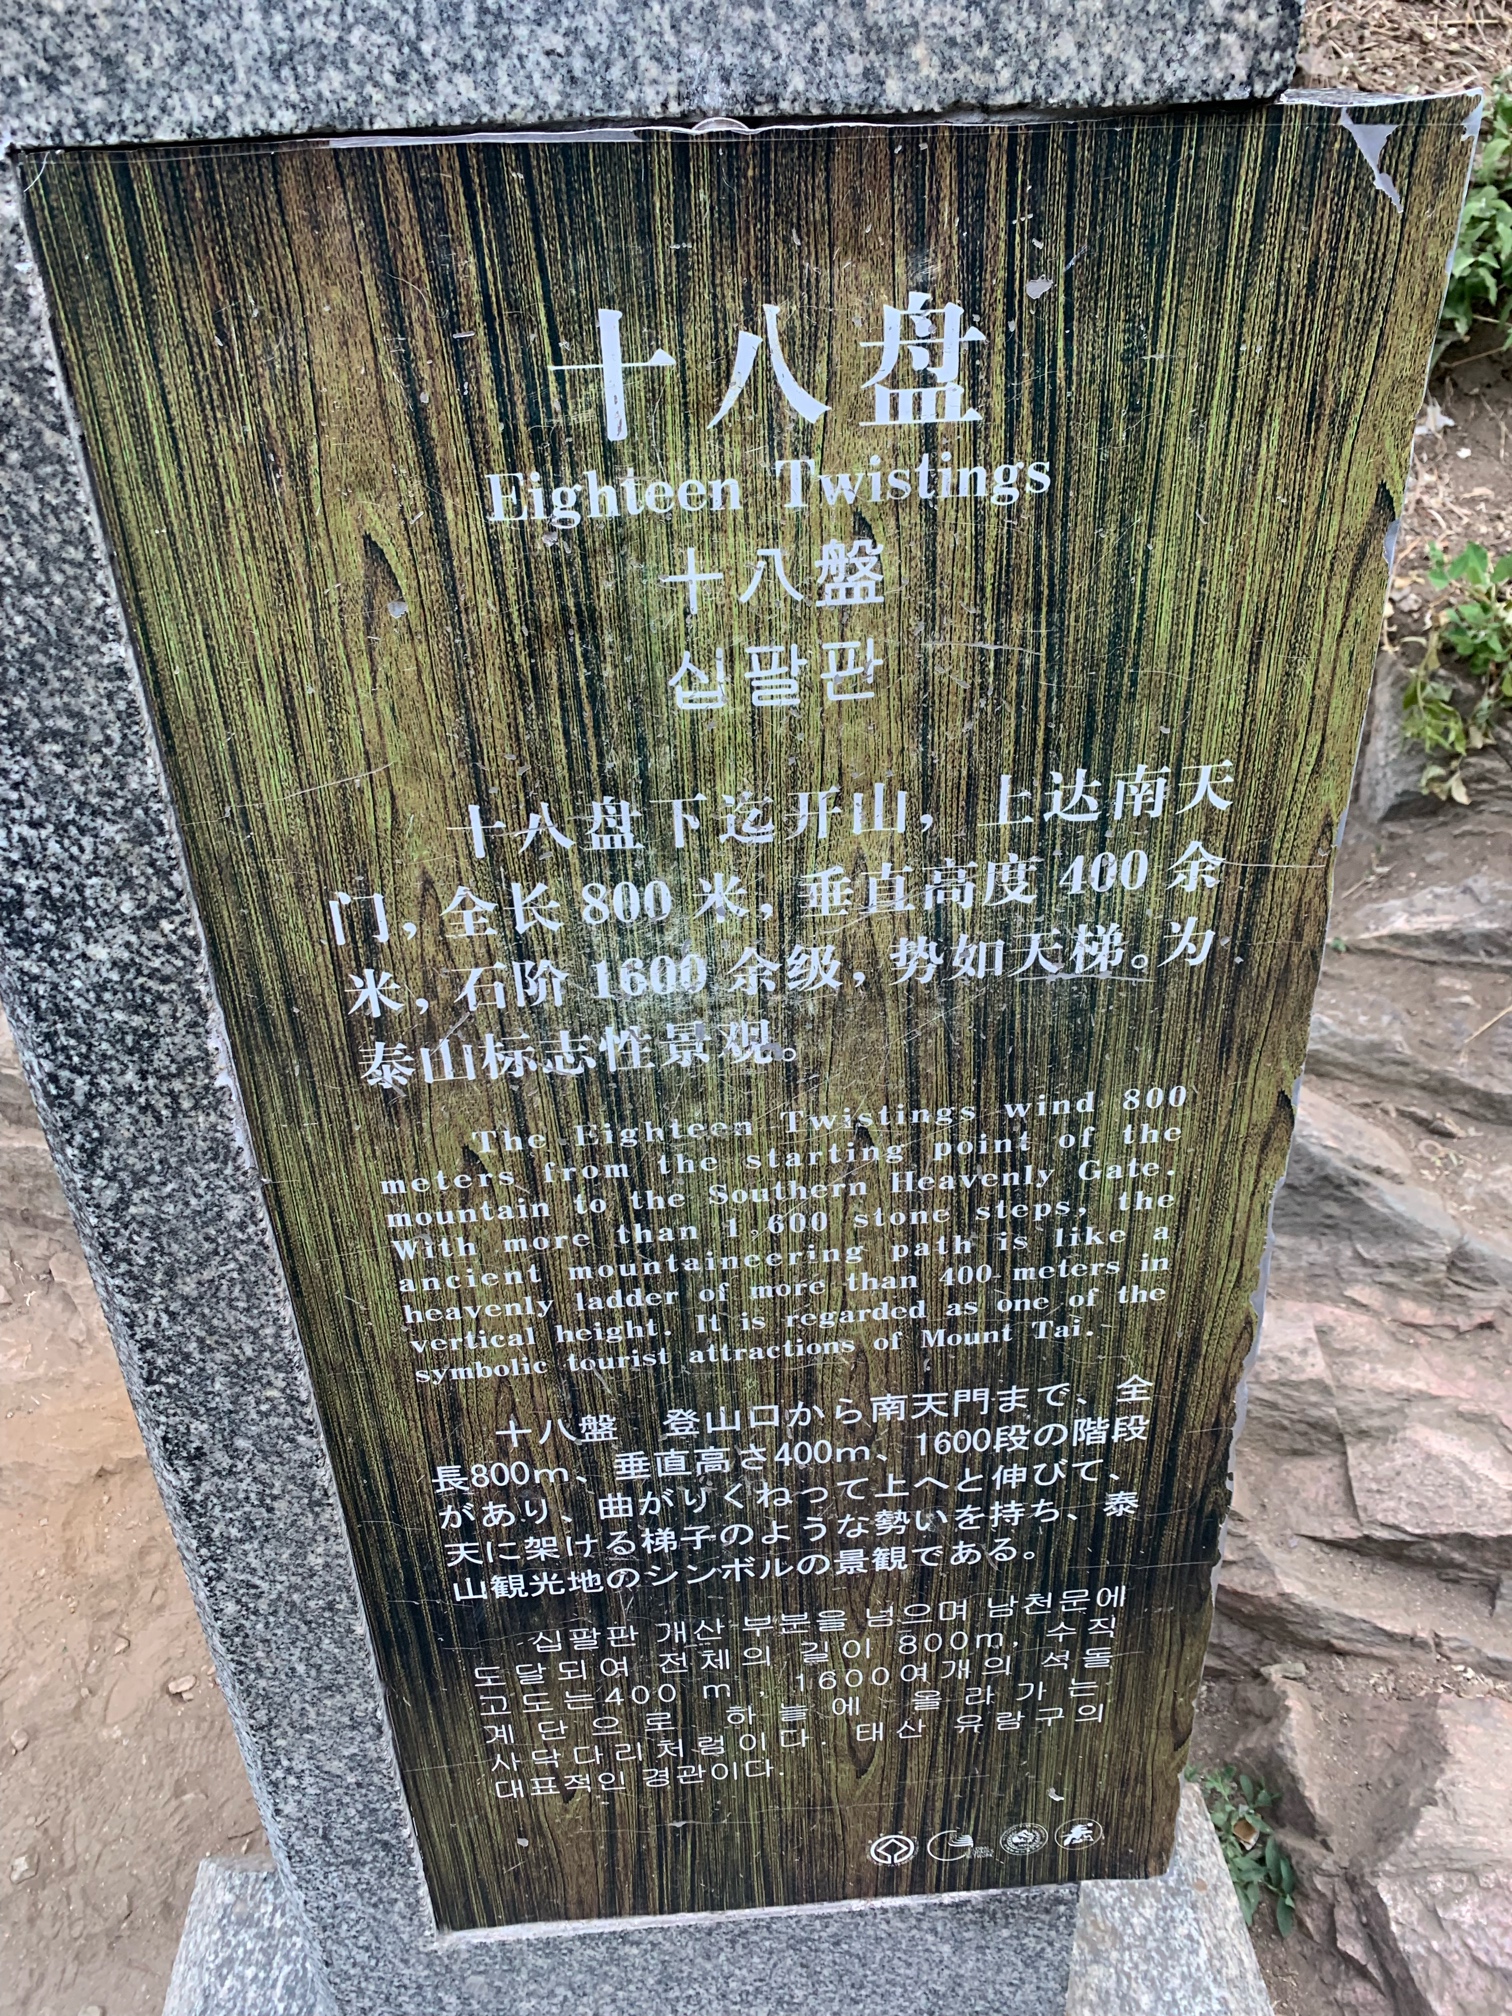 十八盘
Eighteen Twistings
十八盤
십팔판
十八盘下迄开山，上达南天
门，全长 800 米，垂直高度 400 余
米，石阶 1600 余级，势如天梯。为
泰山标志性景观。
The Eighteen Twistings wind 800
meters from the starting point of the
mountain to the Southern Heavenly Gate.
With more than 1,600 stone steps, the
ancient mountaineering path is like a
heavenly ladder of more than 400 meters in
vertical height. It is regarded as one of the
symbolic tourist attractions of Mount Tai.
十八盤　登山口から南天門まで、全
長800m、垂直高さ400m、1600段の階段
があり、曲がりくねって上へと伸びて、
天に架ける梯子のような勢いを持ち、泰
山観光地のシンボルの景観である。
십팔판 개산 부분을 넘으며 남천문에
도달되여 전체의 길이 800m, 수직
고도는400 m , 1600여개의 석돌
계단으로 하늘에 올라가는
사닥다리처럼이다. 태산 유람구의
대표적인 경관이다.